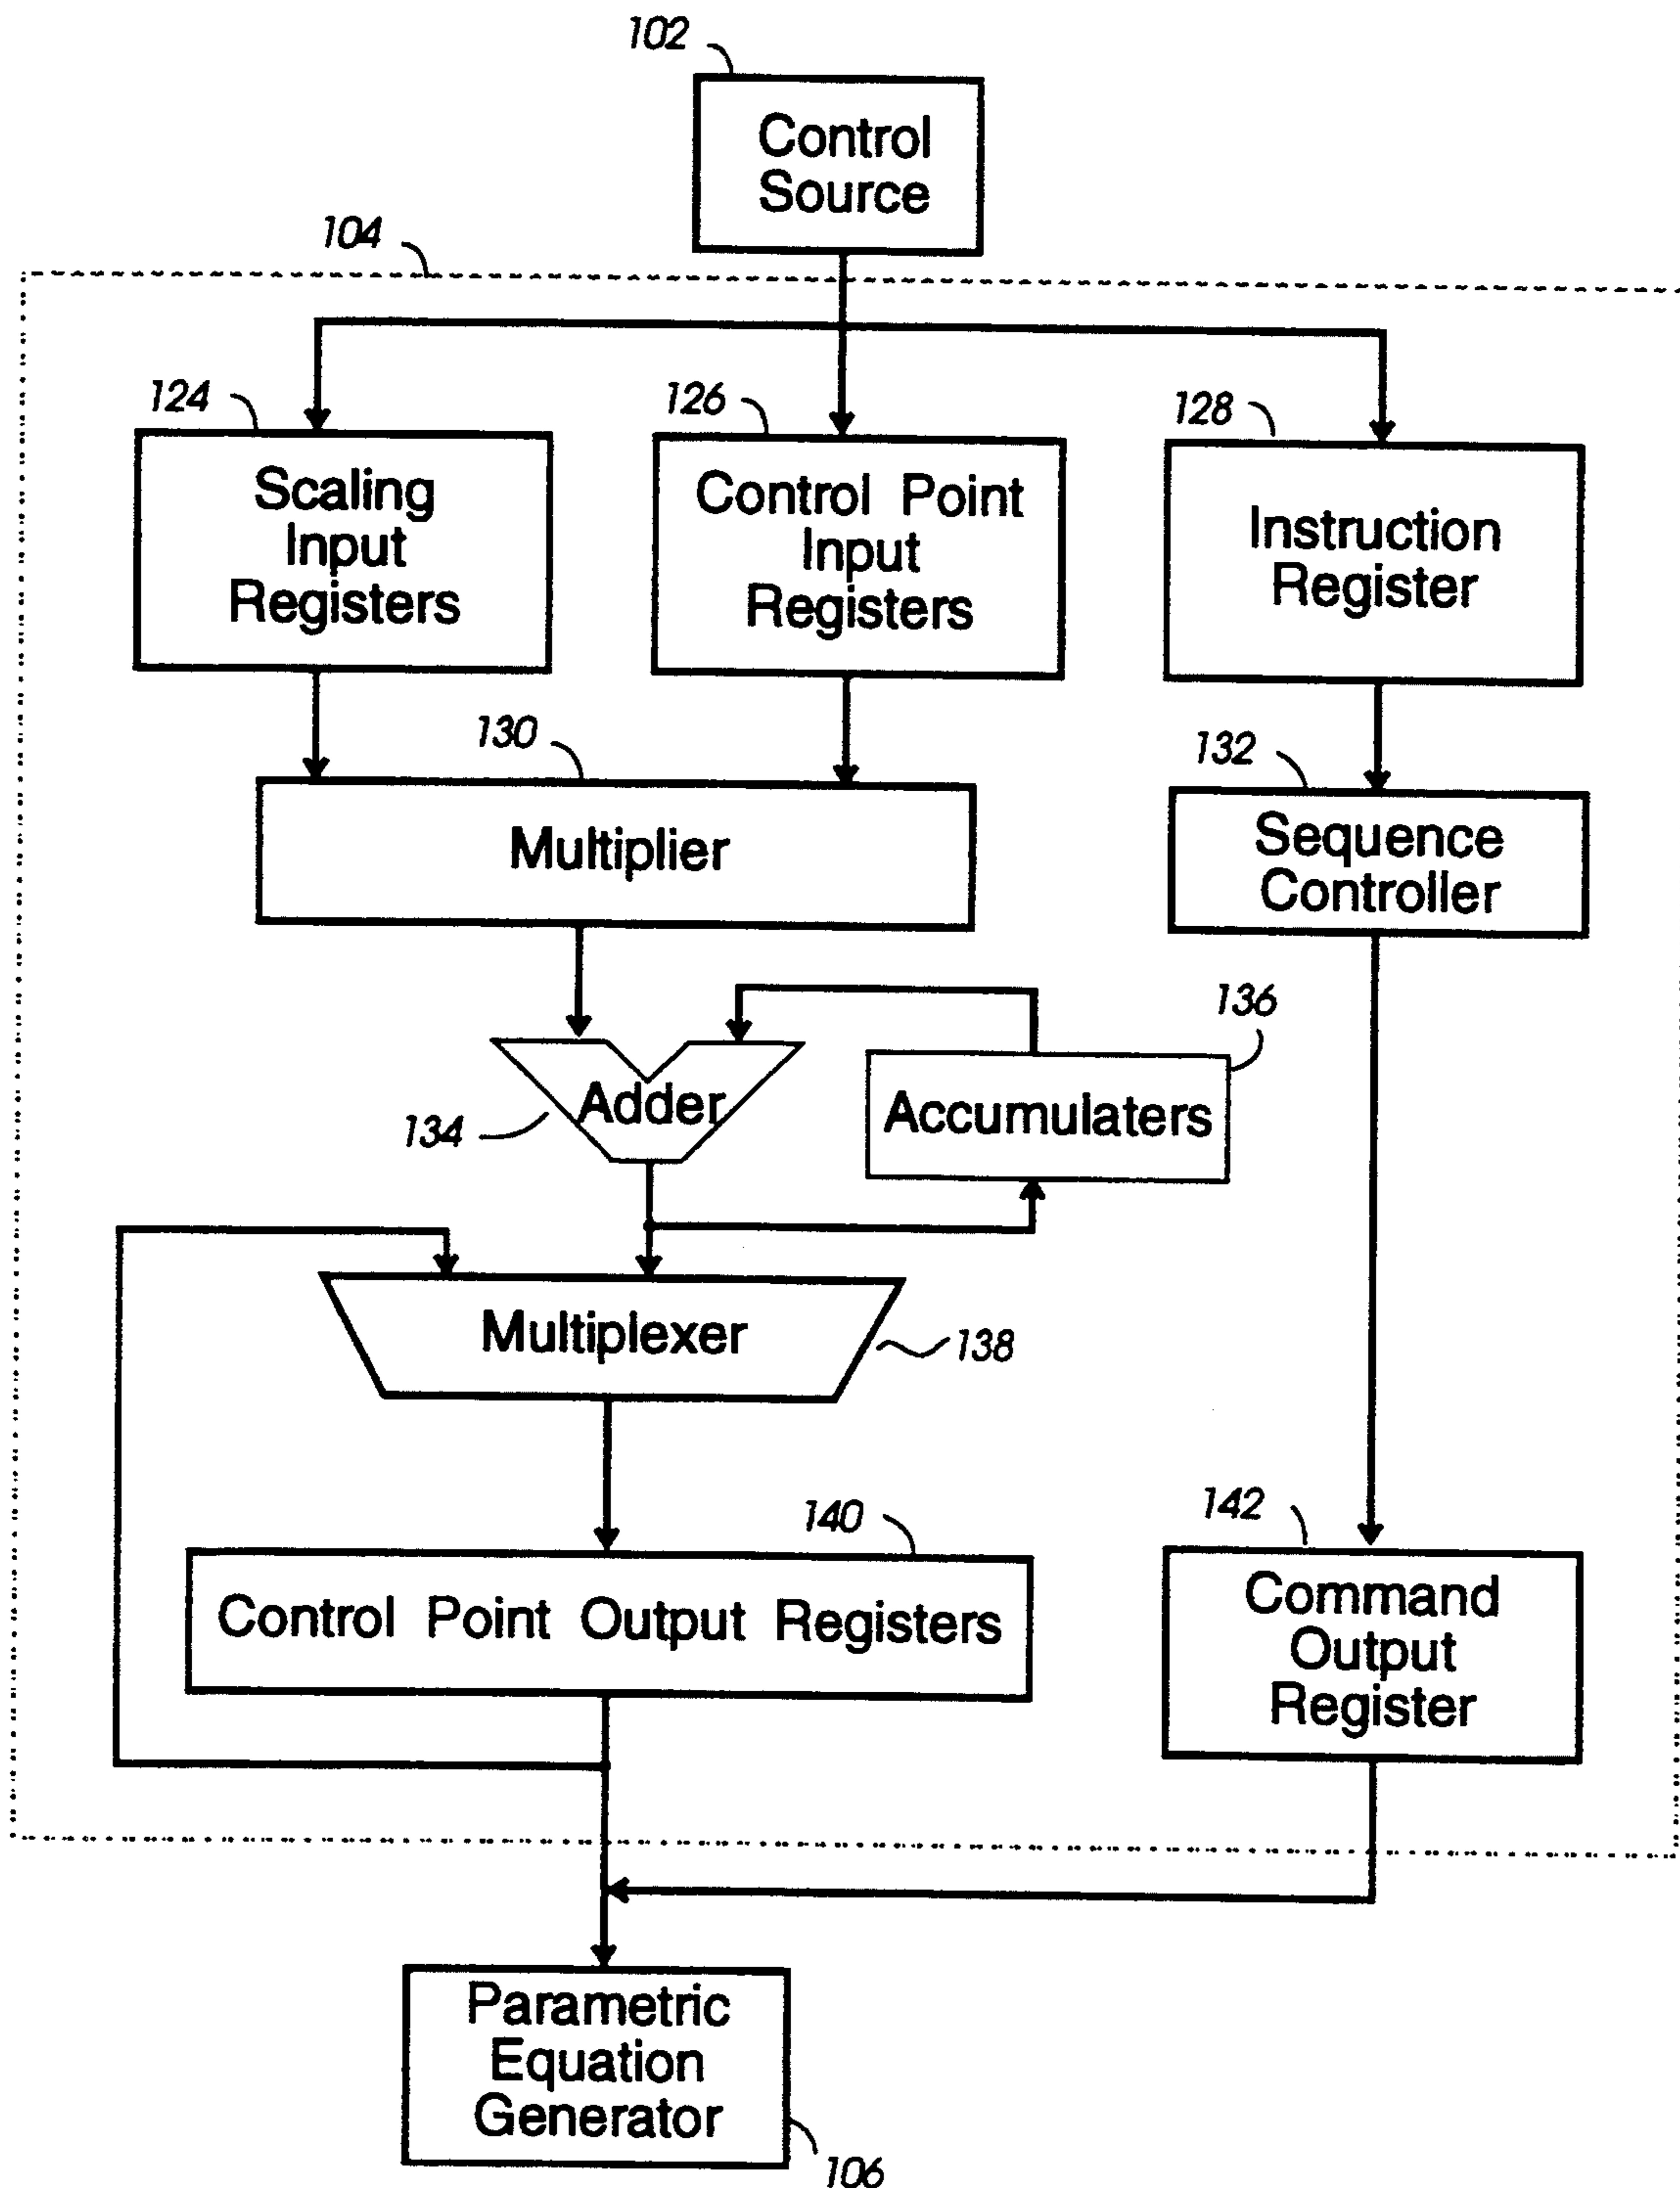 102
Control
Source
104
124
126
128
Scaling
Input
Registers
Control Point
Input
Registers
Instruction
Register
130
132
Multiplier
Sequence
Controller
136
Adder
134
Accumulaters
Multiplexer
138
140
142
Control Point Output Registers
Command
Output
Register
Parametric
Equation
Generator
106